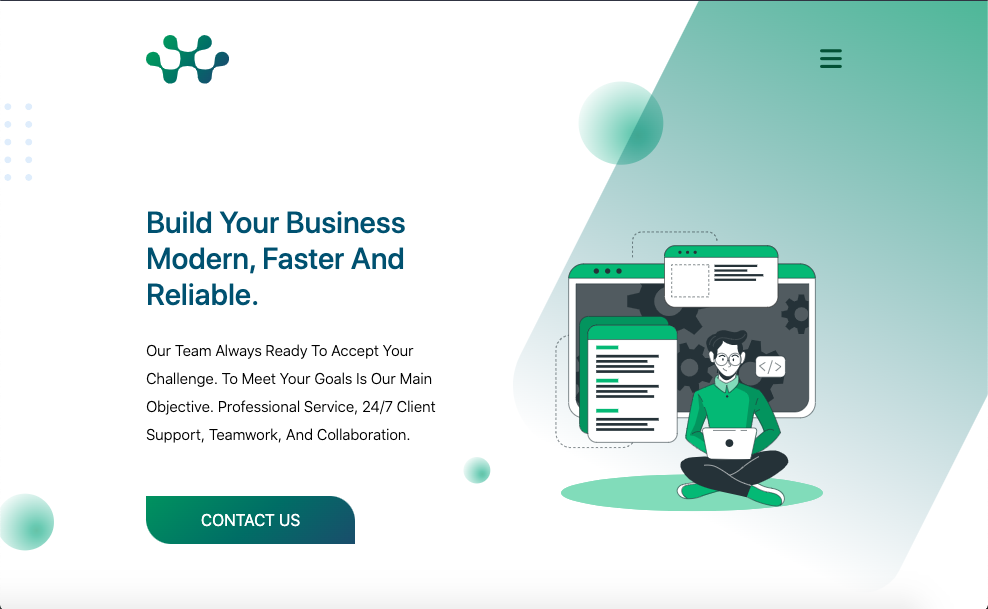 Build Your Business
Modern, Faster And
Reliable.
Our Team Always Ready To Accept Your
Challenge. To Meet Your Goals Is Our Main
Objective. Professional Service, 24/7 Client
Support, Teamwork, And Collaboration.
</>
CONTACT US